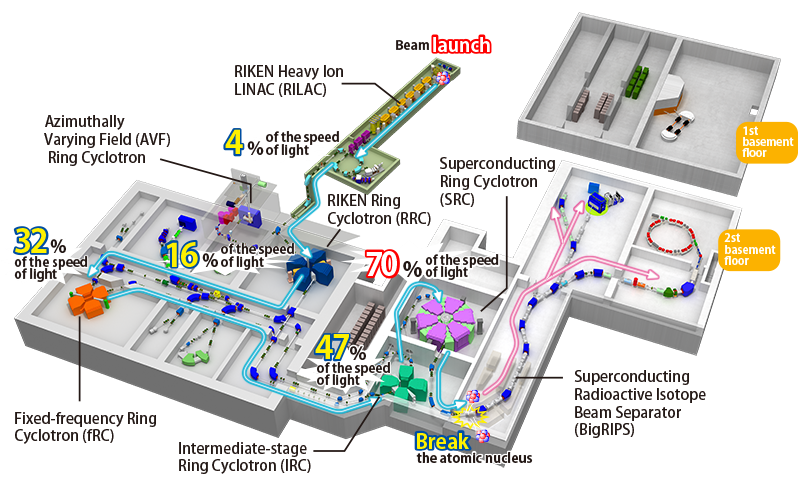 Beam launch
RIKEN Heavy Ion
LINAC (RILAC)
Azimuthally
Varying Field (AVF)
Ring Cyclotron
4 % of the speed
of light
1st
basement
floor
Superconducting
Ring Cyclotron
(SRC)
RIKEN Ring
Cyclotron (RRC)
32 %
of the speed
of light
16 % of the speed
of light
70 % of the speed
of light
2st
basement
floor
47 %
of the speed
of light
Superconducting
Radioactive Isotope
Beam Separator
(BigRIPS)
Fixed-frequency Ring
Cyclotron (fRC)
Intermediate-stage
Ring Cyclotron (IRC)
Break
the atomic nucleus